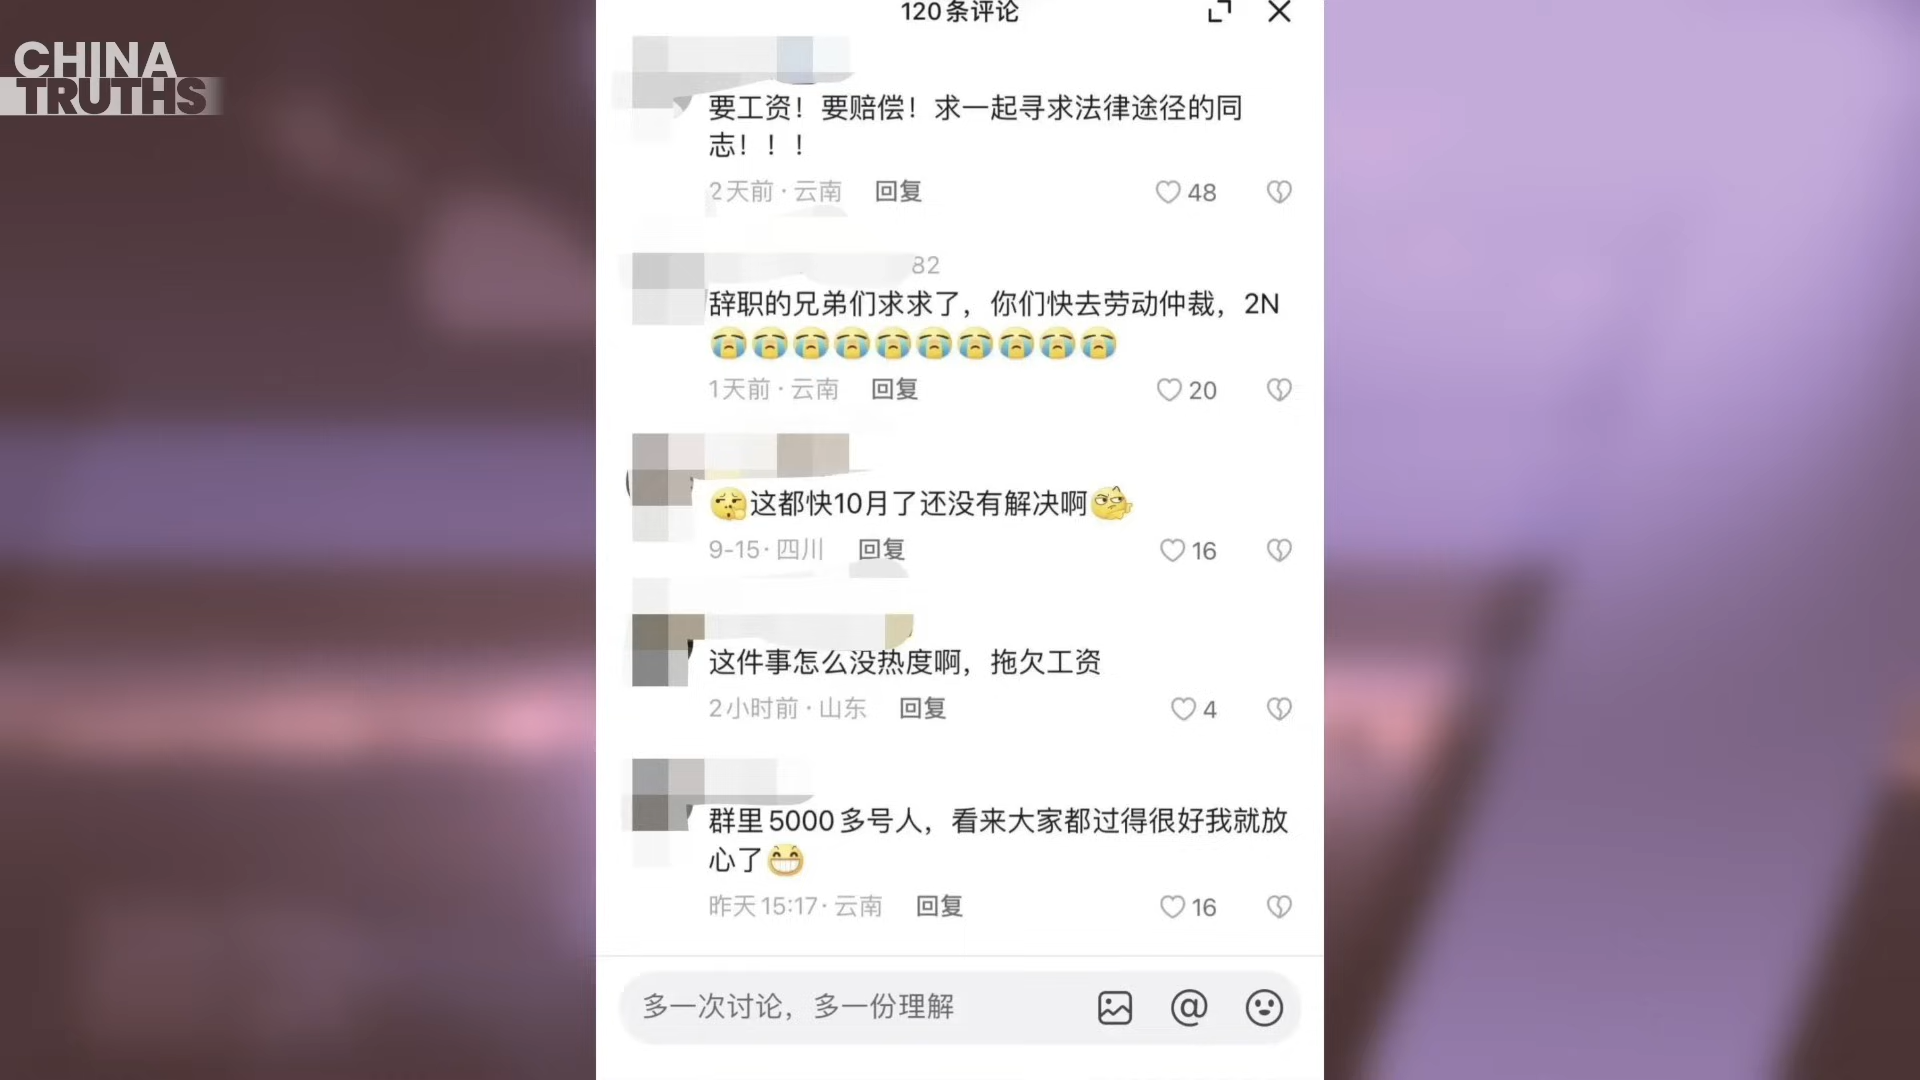 CHINA
TRUTHS
120条评论
要工资！要赔偿！求一起寻求法律途径的同
志！！！
2天前·云南 回复 48
82
辞职的兄弟们求求了，你们快去劳动仲裁，2N
😭😭😭😭😭😭😭😭😭😭
1天前·云南 回复 20
这都快10月了还没有解决啊
9-15·四川 回复 16
这件事怎么没热度啊，拖欠工资
2小时前·山东 回复 4
群里5000多号人，看来大家都过得很好我就放
心了😁
昨天15:17·云南 回复 16
多一次讨论，多一份理解 @